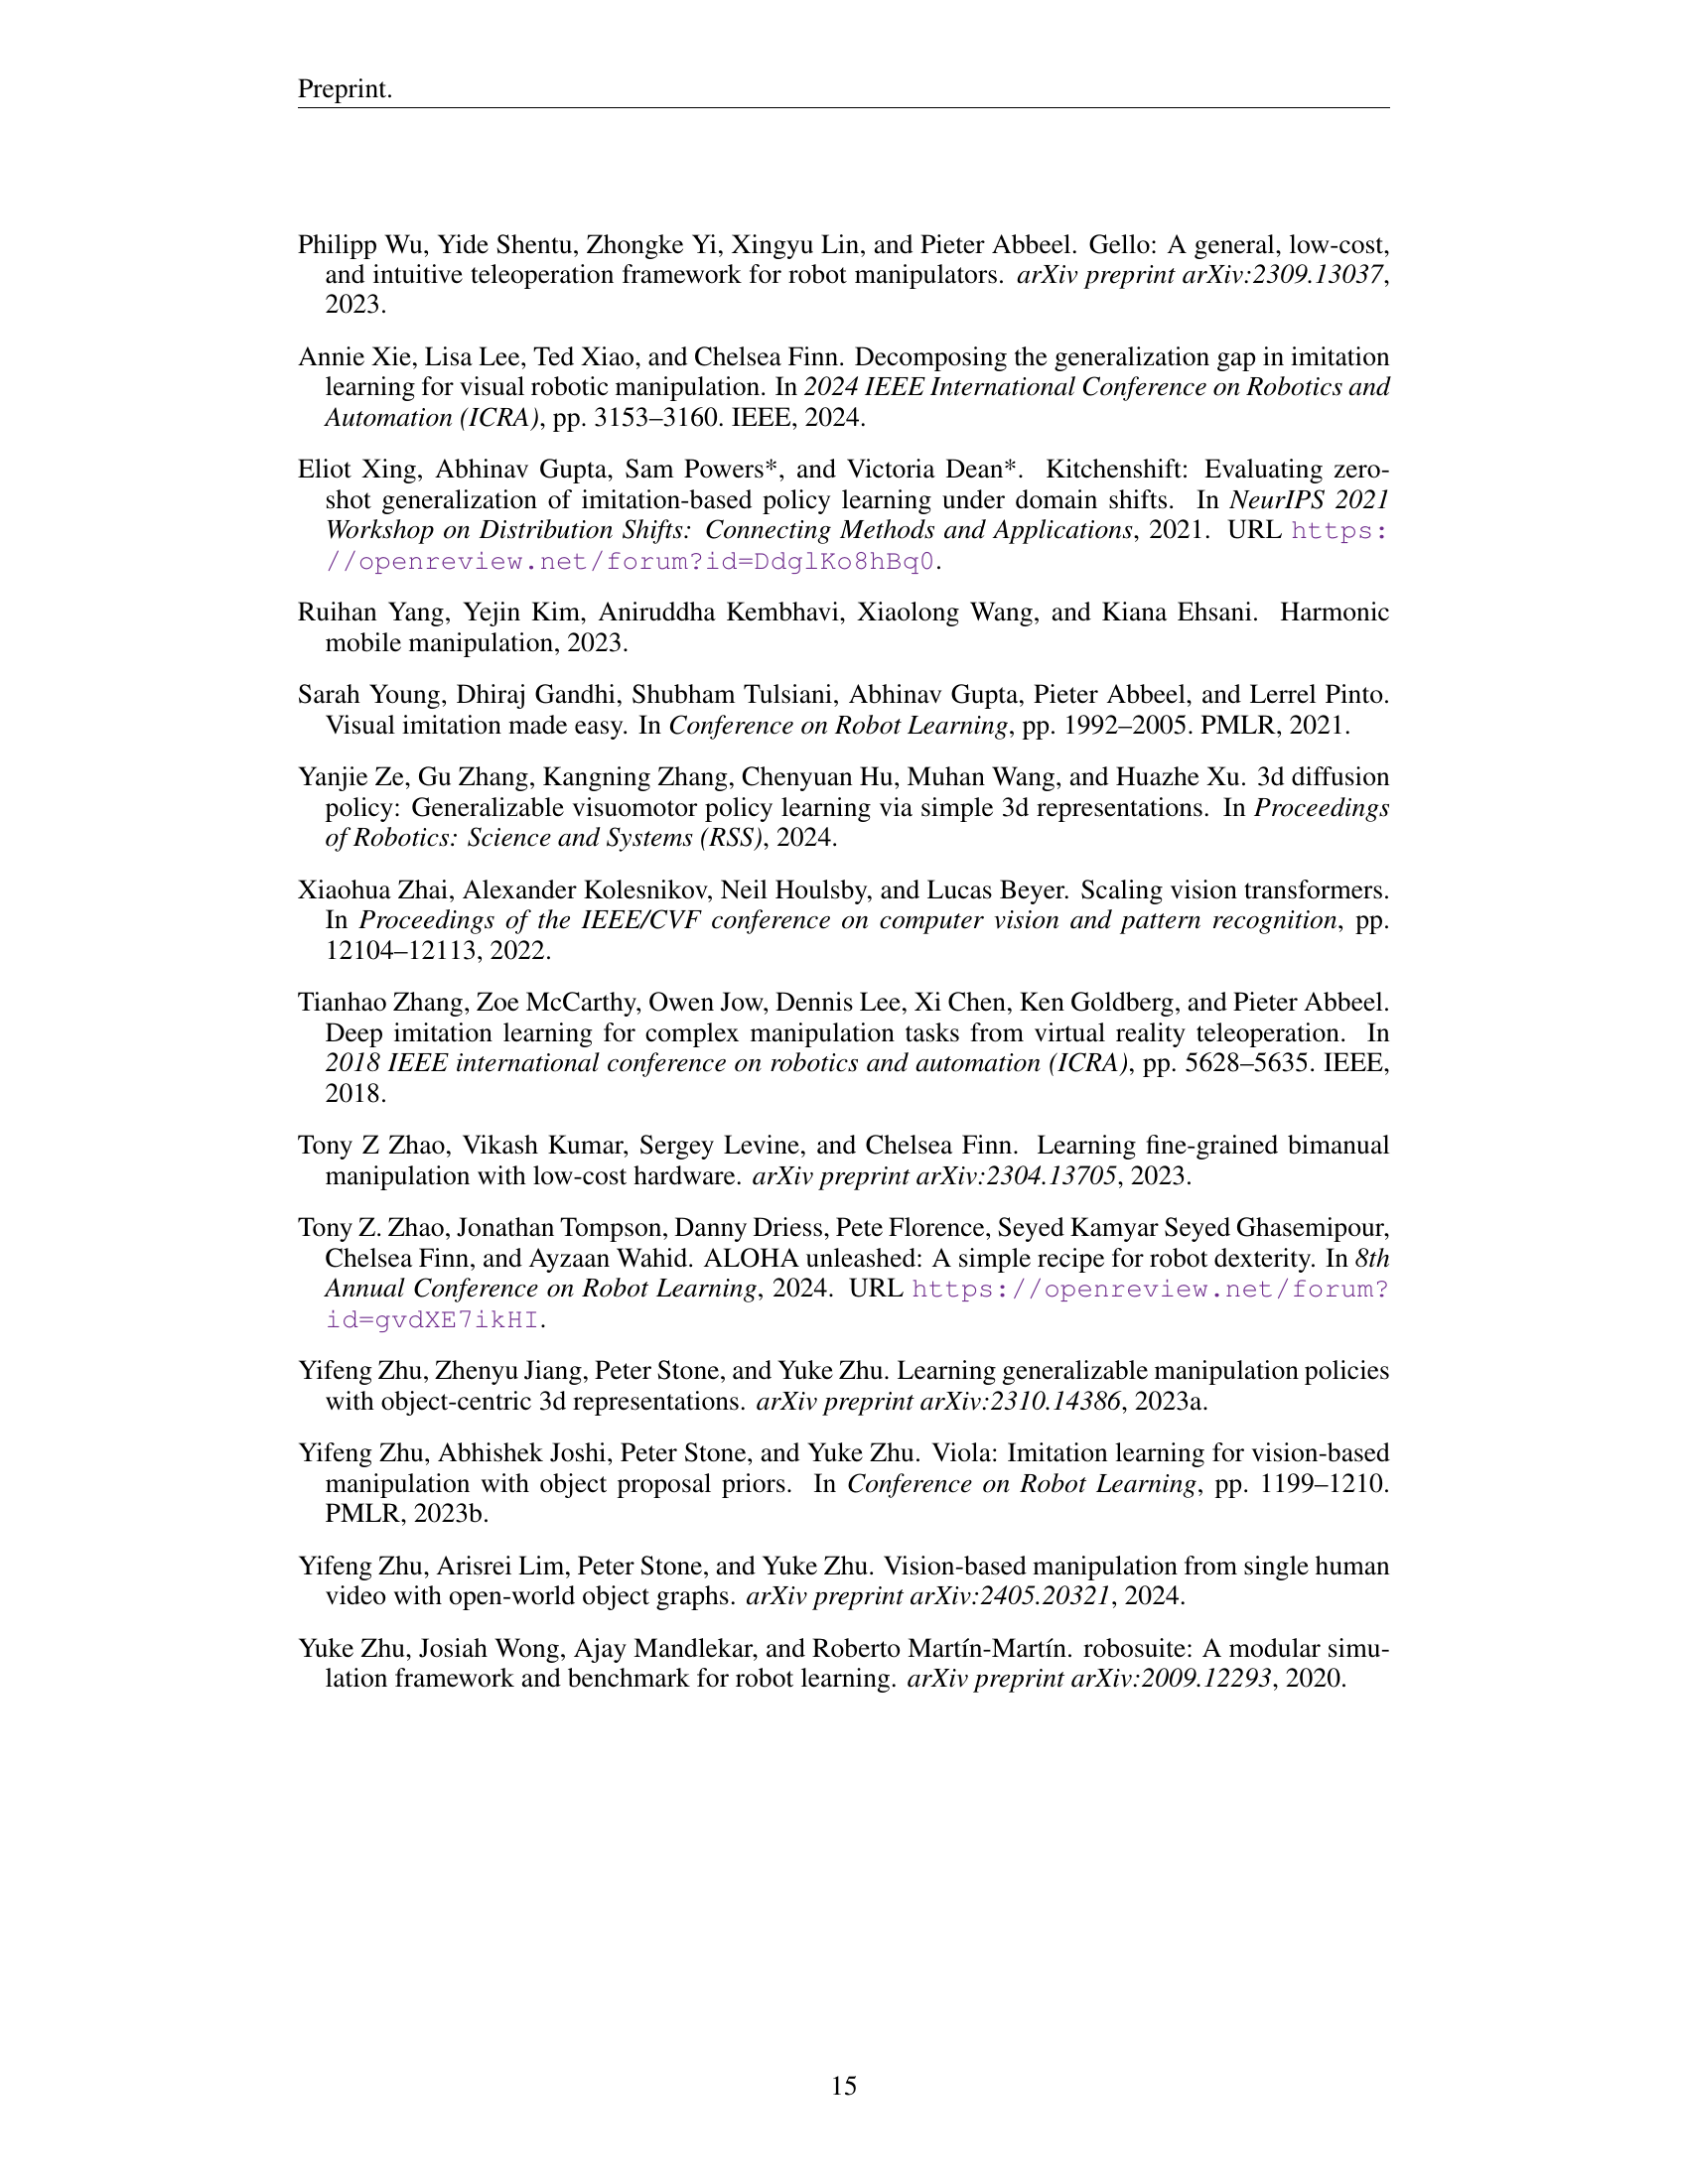 Preprint.
Philipp Wu, Yide Shentu, Zhongke Yi, Xingyu Lin, and Pieter Abbeel. Gello: A general, low-cost,
and intuitive teleoperation framework for robot manipulators. arXiv preprint arXiv:2309.13037,
2023.
Annie Xie, Lisa Lee, Ted Xiao, and Chelsea Finn. Decomposing the generalization gap in imitation
learning for visual robotic manipulation. In 2024 IEEE International Conference on Robotics and
Automation (ICRA), pp. 3153–3160. IEEE, 2024.
Eliot Xing, Abhinav Gupta, Sam Powers*, and Victoria Dean*. Kitchenshift: Evaluating zero-
shot generalization of imitation-based policy learning under domain shifts. In NeurIPS 2021
Workshop on Distribution Shifts: Connecting Methods and Applications, 2021. URL https:
//openreview.net/forum?id=DdglKo8hBq0.
Ruihan Yang, Yejin Kim, Aniruddha Kembhavi, Xiaolong Wang, and Kiana Ehsani. Harmonic
mobile manipulation, 2023.
Sarah Young, Dhiraj Gandhi, Shubham Tulsiani, Abhinav Gupta, Pieter Abbeel, and Lerrel Pinto.
Visual imitation made easy. In Conference on Robot Learning, pp. 1992–2005. PMLR, 2021.
Yanjie Ze, Gu Zhang, Kangning Zhang, Chenyuan Hu, Muhan Wang, and Huazhe Xu. 3d diffusion
policy: Generalizable visuomotor policy learning via simple 3d representations. In Proceedings
of Robotics: Science and Systems (RSS), 2024.
Xiaohua Zhai, Alexander Kolesnikov, Neil Houlsby, and Lucas Beyer. Scaling vision transformers.
In Proceedings of the IEEE/CVF conference on computer vision and pattern recognition, pp.
12104–12113, 2022.
Tianhao Zhang, Zoe McCarthy, Owen Jow, Dennis Lee, Xi Chen, Ken Goldberg, and Pieter Abbeel.
Deep imitation learning for complex manipulation tasks from virtual reality teleoperation. In
2018 IEEE international conference on robotics and automation (ICRA), pp. 5628–5635. IEEE,
2018.
Tony Z Zhao, Vikash Kumar, Sergey Levine, and Chelsea Finn. Learning fine-grained bimanual
manipulation with low-cost hardware. arXiv preprint arXiv:2304.13705, 2023.
Tony Z. Zhao, Jonathan Tompson, Danny Driess, Pete Florence, Seyed Kamyar Seyed Ghasemipour,
Chelsea Finn, and Ayzaan Wahid. ALOHA unleashed: A simple recipe for robot dexterity. In 8th
Annual Conference on Robot Learning, 2024. URL https://openreview.net/forum?
id=gvdXE7ikHI.
Yifeng Zhu, Zhenyu Jiang, Peter Stone, and Yuke Zhu. Learning generalizable manipulation policies
with object-centric 3d representations. arXiv preprint arXiv:2310.14386, 2023a.
Yifeng Zhu, Abhishek Joshi, Peter Stone, and Yuke Zhu. Viola: Imitation learning for vision-based
manipulation with object proposal priors. In Conference on Robot Learning, pp. 1199–1210.
PMLR, 2023b.
Yifeng Zhu, Arisrei Lim, Peter Stone, and Yuke Zhu. Vision-based manipulation from single human
video with open-world object graphs. arXiv preprint arXiv:2405.20321, 2024.
Yuke Zhu, Josiah Wong, Ajay Mandlekar, and Roberto Martín-Martín. robosuite: A modular simu-
lation framework and benchmark for robot learning. arXiv preprint arXiv:2009.12293, 2020.
15